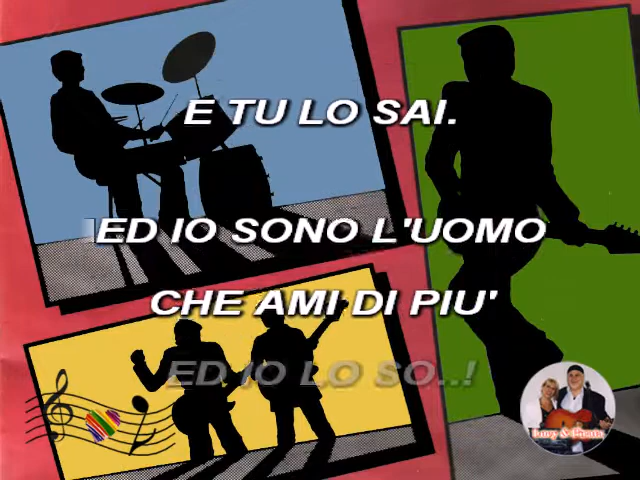 E TU LO SAI.
ED IO SONO L'UOMO
CHE AMI DI PIU'
ED IO LO SO..!